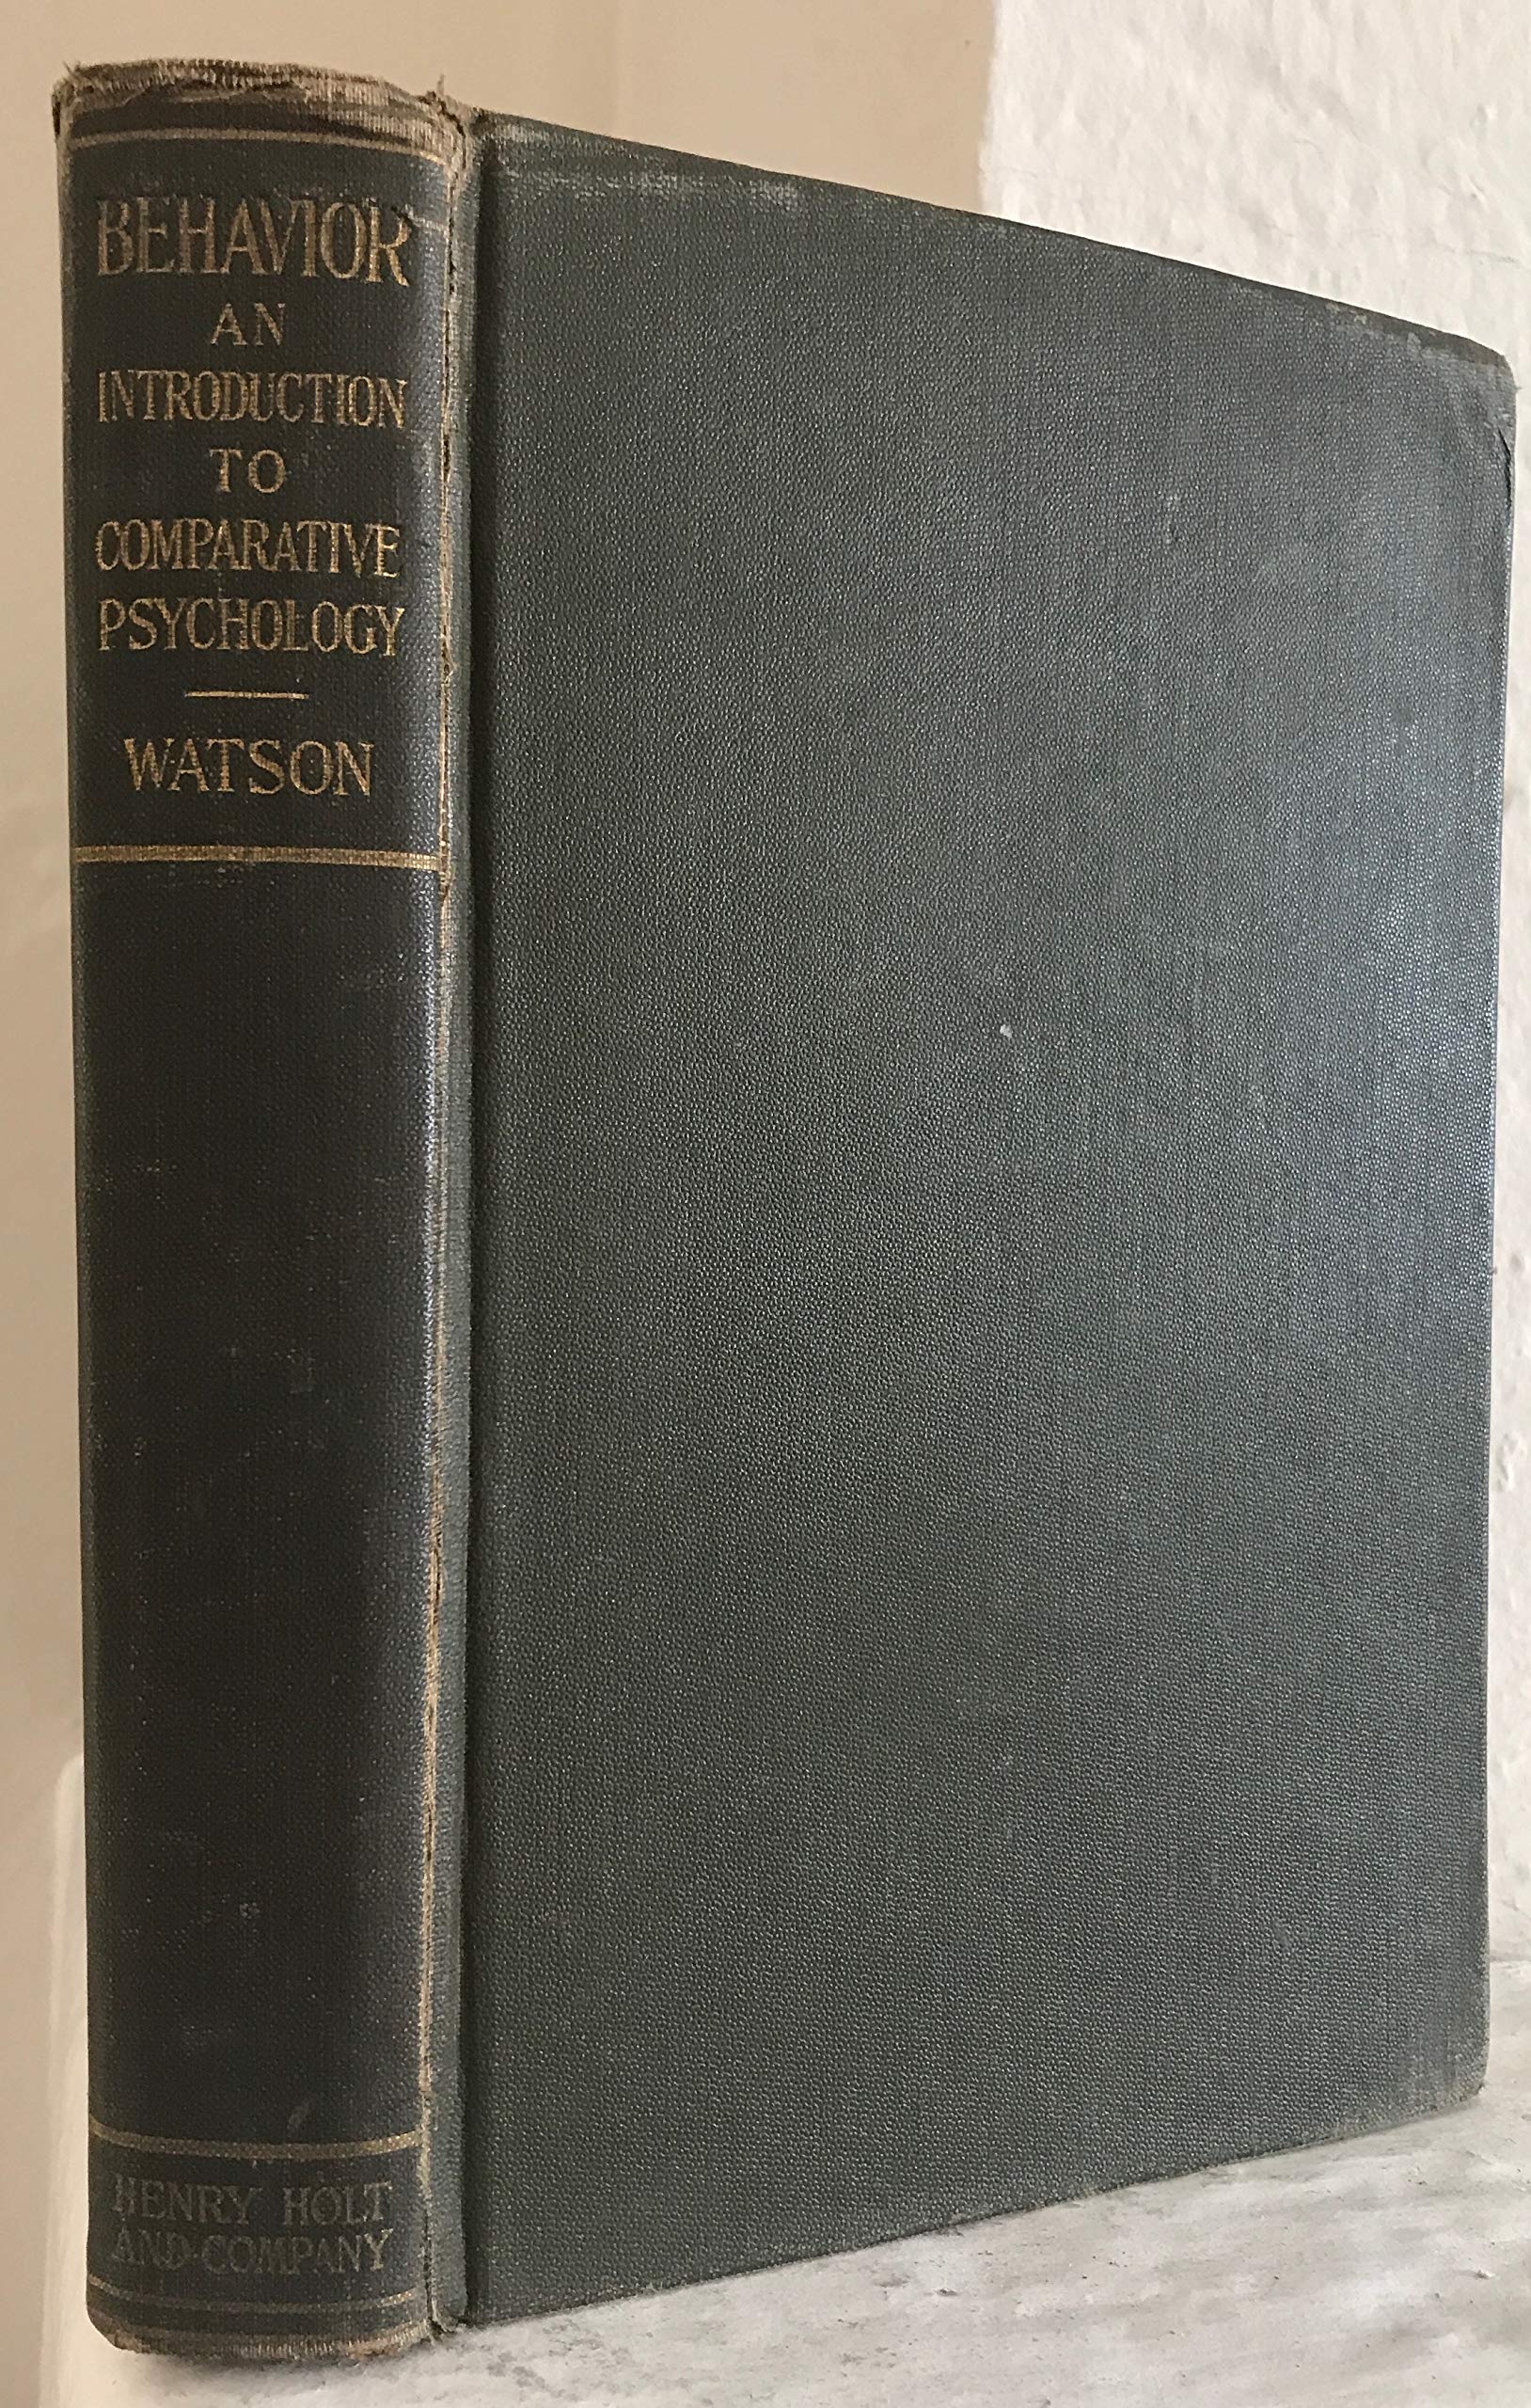 BEHAVIOR
AN
INTRODUCTION
TO
COMPARATIVE
PSYCHOLOGY
WATSON
HENRY HOLT
AND COMPANY